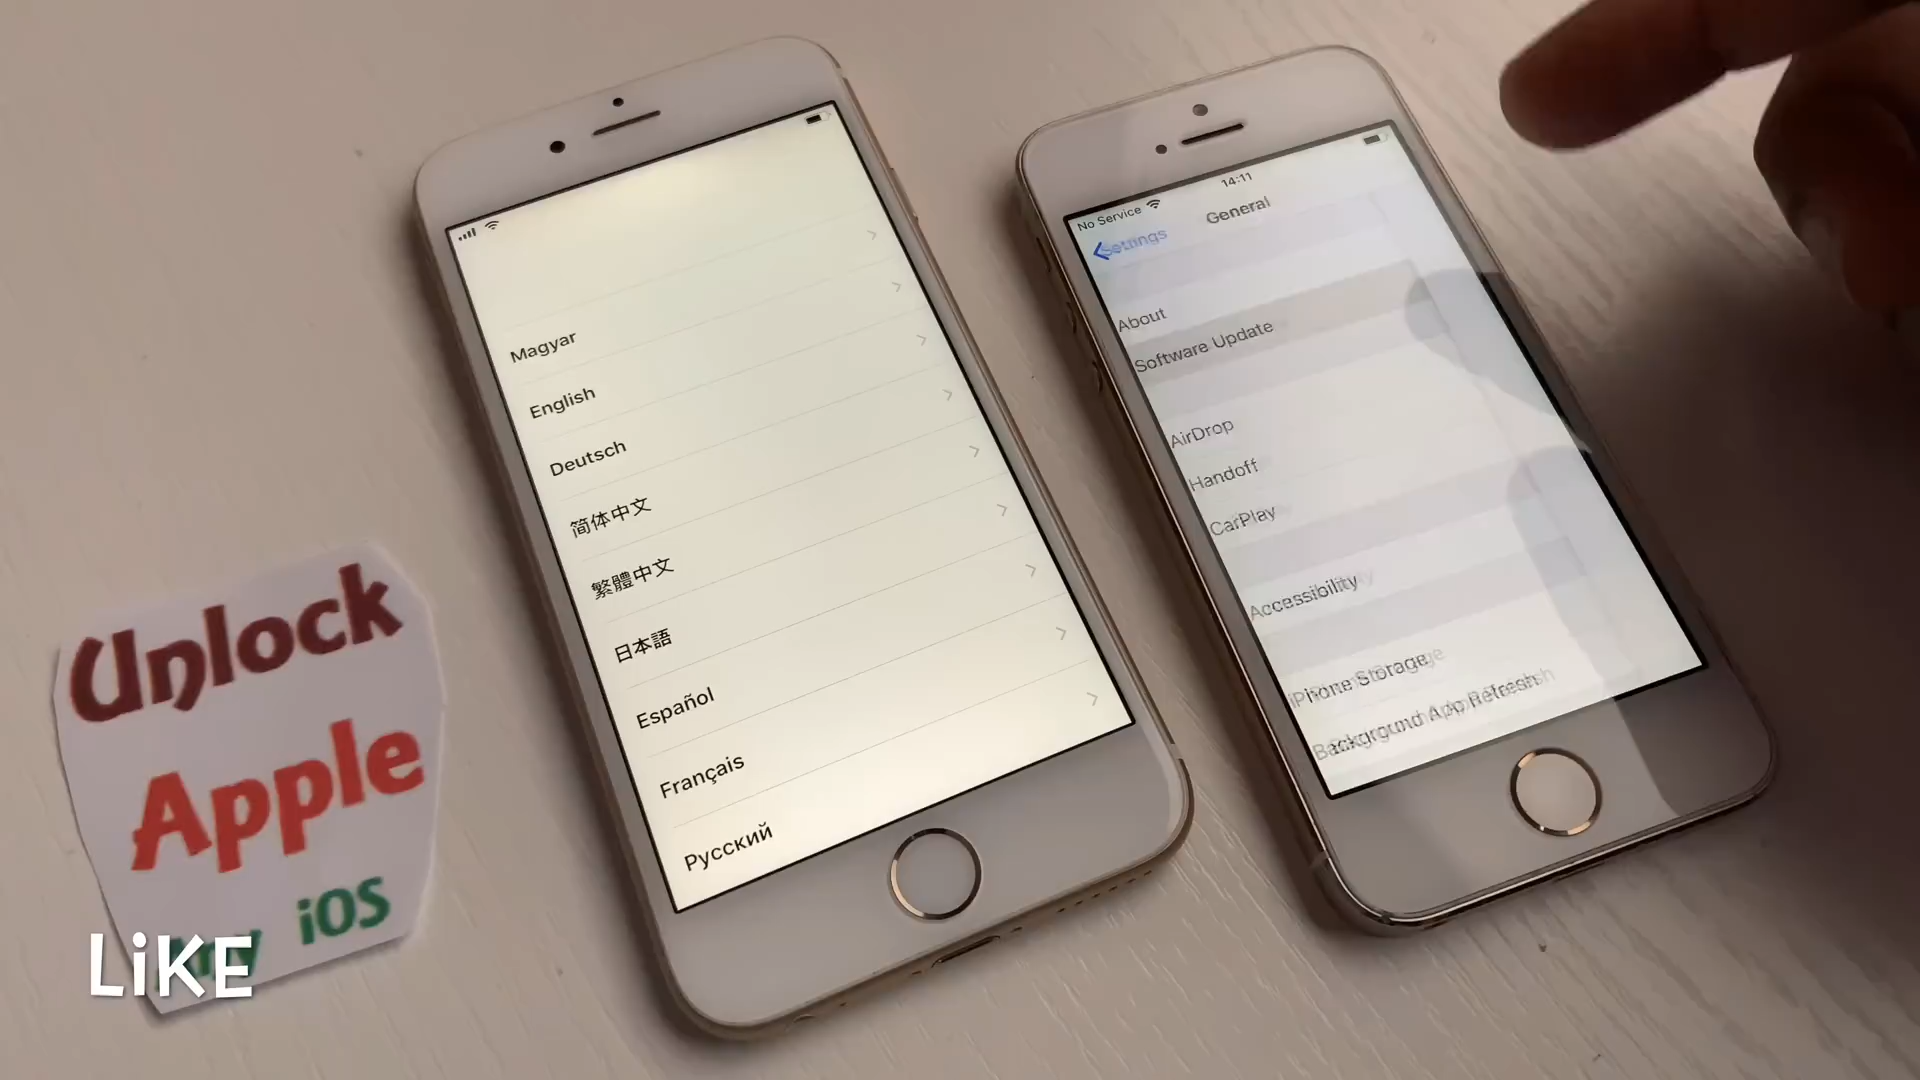 Magyar
English
Deutsch
简体中文
繁體中文
日本語
Español
Français
Русский
No Service
14:11
Settings
General
About
Software Update
AirDrop
Handoff
CarPlay
Accessibility
iPhone Storage
Background App Refresh
Unlock
Apple
iOS
LiKE